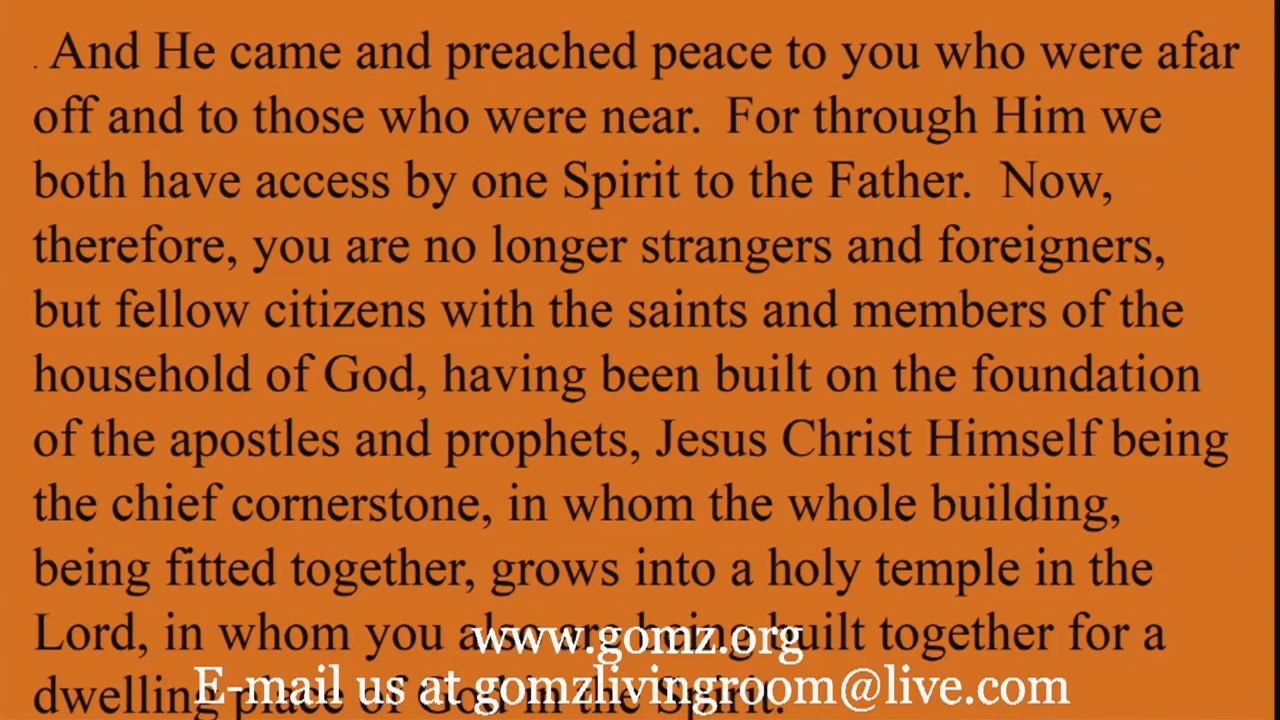 . And He came and preached peace to you who were afar
off and to those who were near. For through Him we
both have access by one Spirit to the Father. Now,
therefore, you are no longer strangers and foreigners,
but fellow citizens with the saints and members of the
household of God, having been built on the foundation
of the apostles and prophets, Jesus Christ Himself being
the chief cornerstone, in whom the whole building,
being fitted together, grows into a holy temple in the
Lord, in whom you also are being built together for a
dwelling place of God in the Spirit.
www.gomz.org
E-mail us at gomzlivingroom@live.com